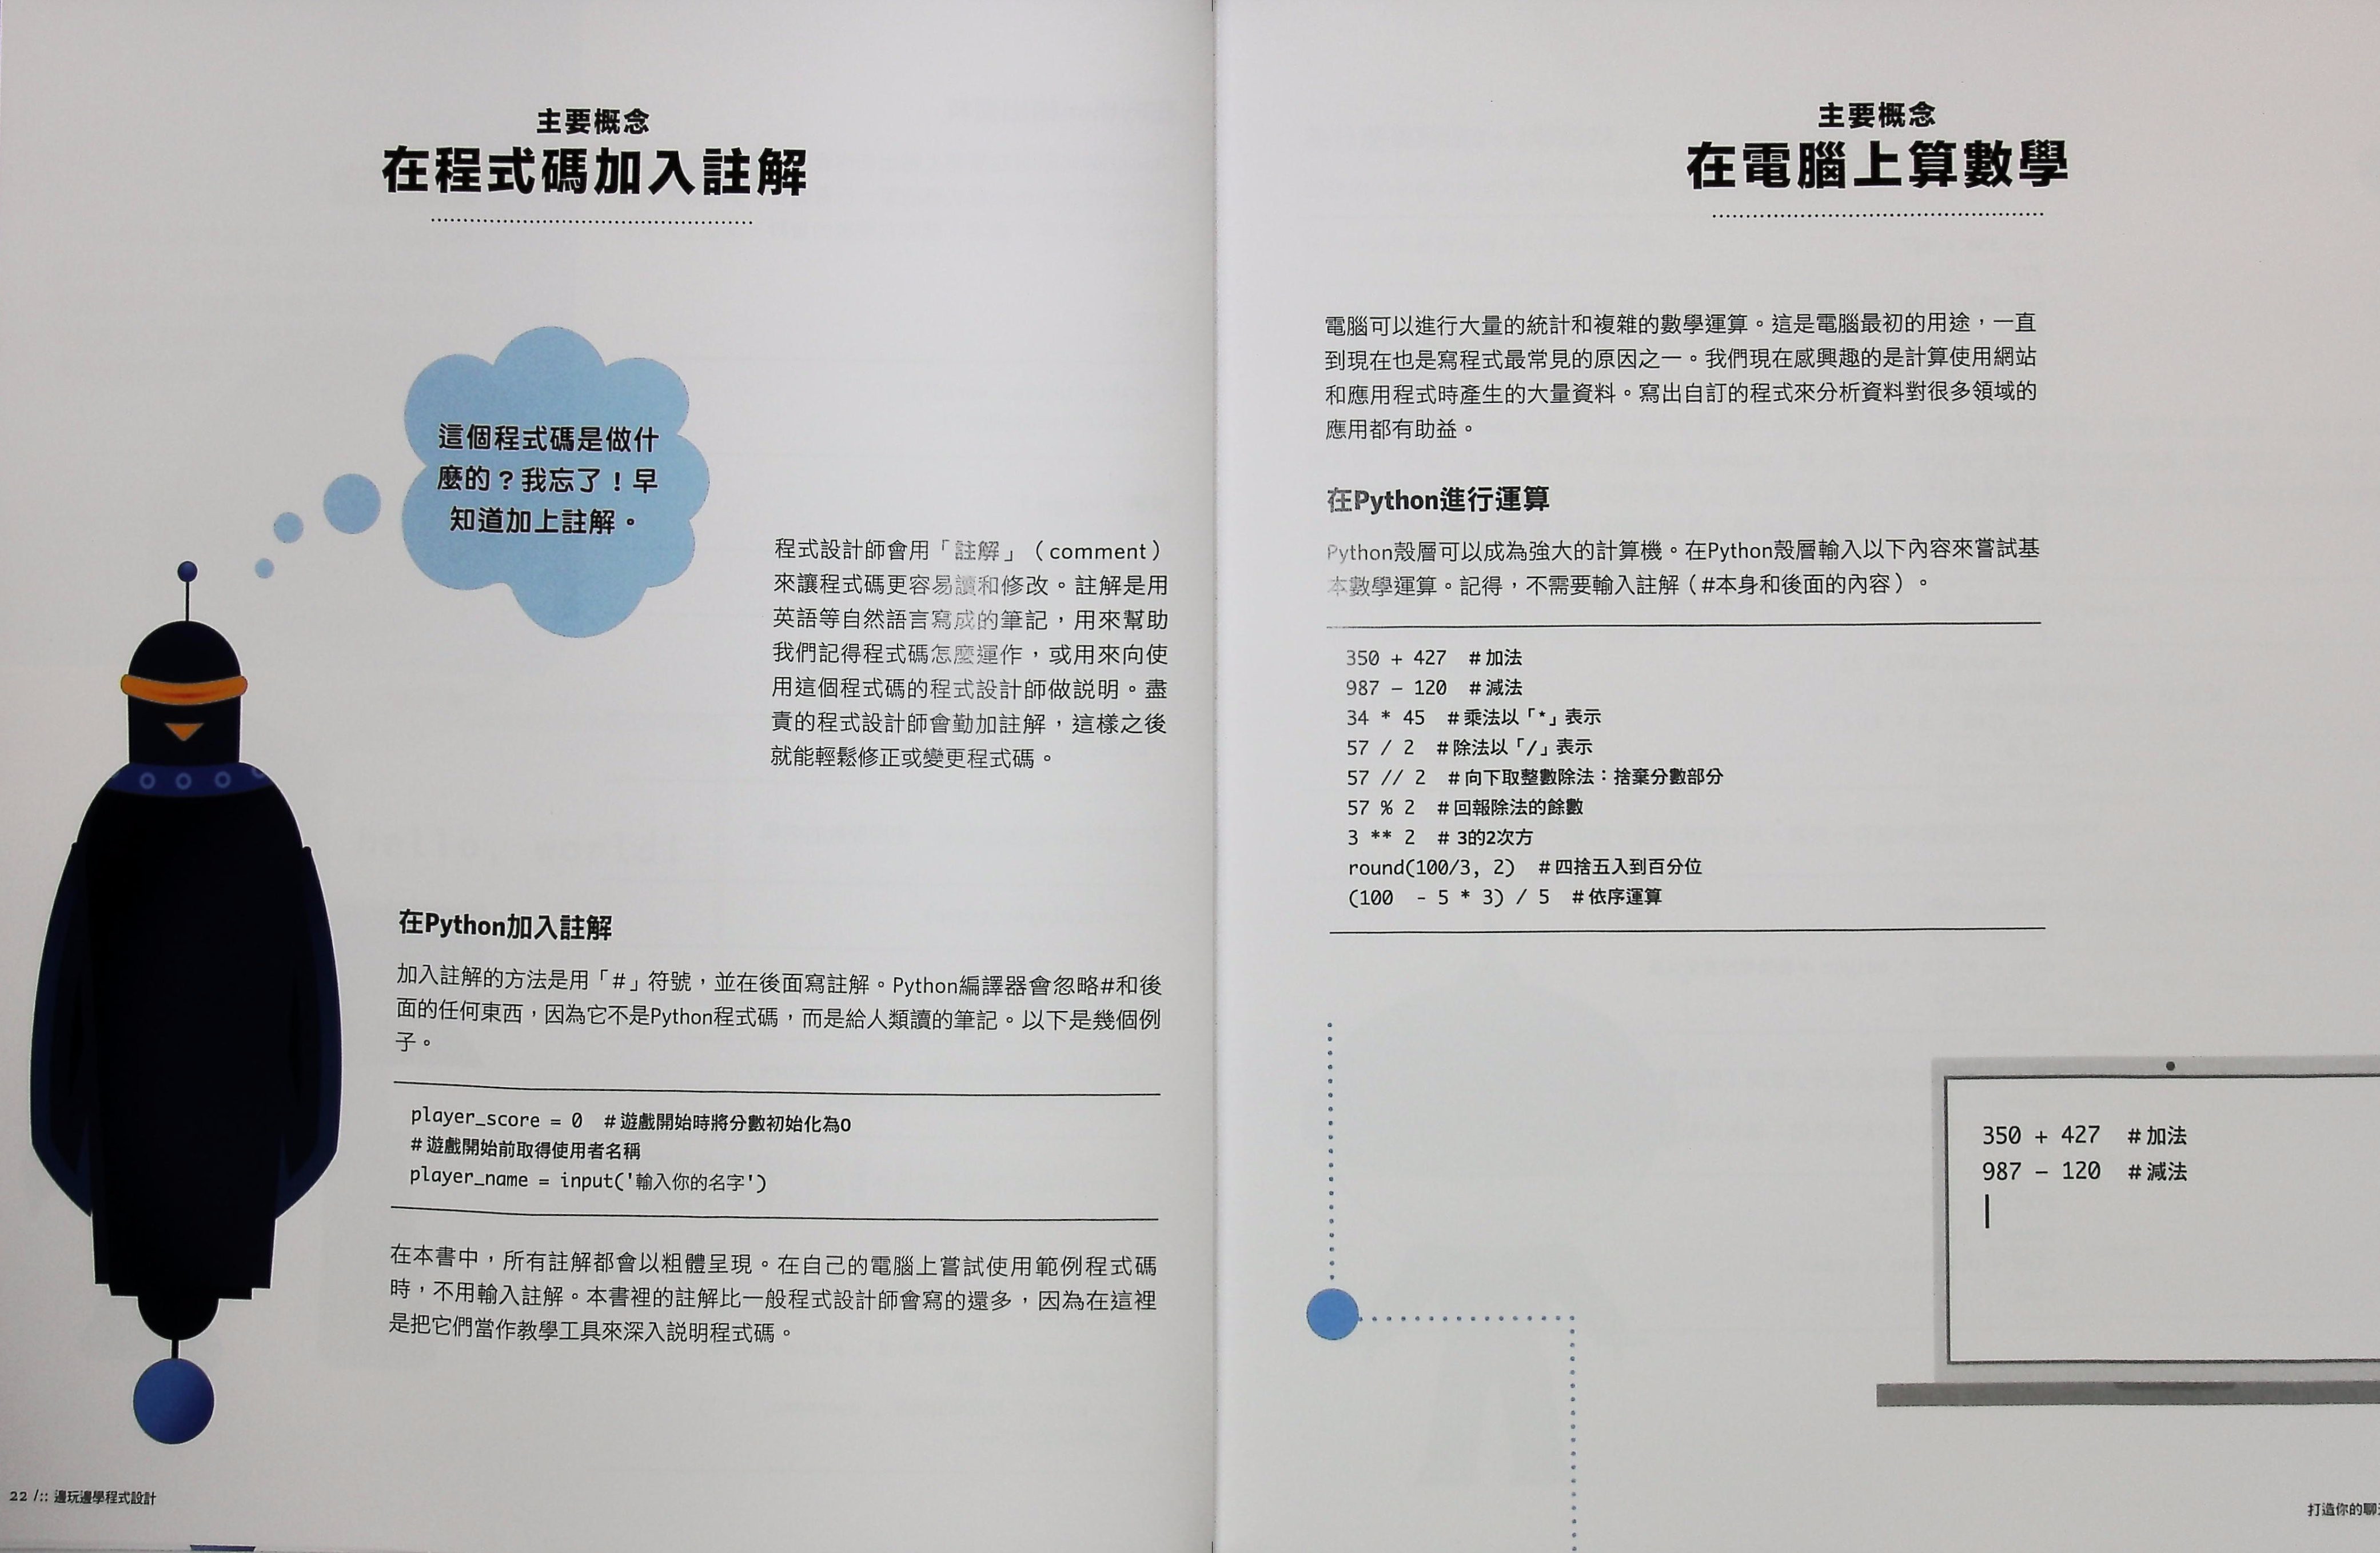 主要概念
在程式碼加入註解
這個程式碼是做什
麼的？我忘了！早
知道加上註解。
程式設計師會用「註解」（comment）
來讓程式碼更容易讀和修改。註解是用
英語等自然語言寫成的筆記，用來幫助
我們記得程式碼怎麼運作，或用來向使
用這個程式碼的程式設計師做說明。盡
責的程式設計師會勤加註解，這樣之後
就能輕鬆修正或變更程式碼。
在Python加入註解
加入註解的方法是用「#」符號，並在後面寫註解。Python編譯器會忽略#和後
面的任何東西，因為它不是Python程式碼，而是給人類讀的筆記。以下是幾個例
子。
player_score = 0  #遊戲開始時將分數初始化為0
#遊戲開始前取得使用者名稱
player_name = input('輸入你的名字')
在本書中，所有註解都會以粗體呈現。在自己的電腦上嘗試使用範例程式碼
時，不用輸入註解。本書裡的註解比一般程式設計師會寫的還多，因為在這裡
是把它們當作教學工具來深入說明程式碼。
22 /:: 邊玩邊學程式設計
主要概念
在電腦上算數學
電腦可以進行大量的統計和複雜的數學運算。這是電腦最初的用途，一直
到現在也是寫程式最常見的原因之一。我們現在感興趣的是計算使用網站
和應用程式時產生的大量資料。寫出自訂的程式來分析資料對很多領域的
應用都有助益。
在Python進行運算
Python殼層可以成為強大的計算機。在Python殼層輸入以下內容來嘗試基
本數學運算。記得，不需要輸入註解（#本身和後面的內容）。
350 + 427  #加法
987 – 120  #減法
34 * 45  #乘法以「*」表示
57 / 2  #除法以「/」表示
57 // 2  #向下取整數除法：捨棄分數部分
57 % 2  #回報除法的餘數
3 ** 2  # 3的2次方
round(100/3, 2)  #四捨五入到百分位
(100  - 5 * 3) / 5  #依序運算
350 + 427  #加法
987 – 120  #減法
打造你的聊